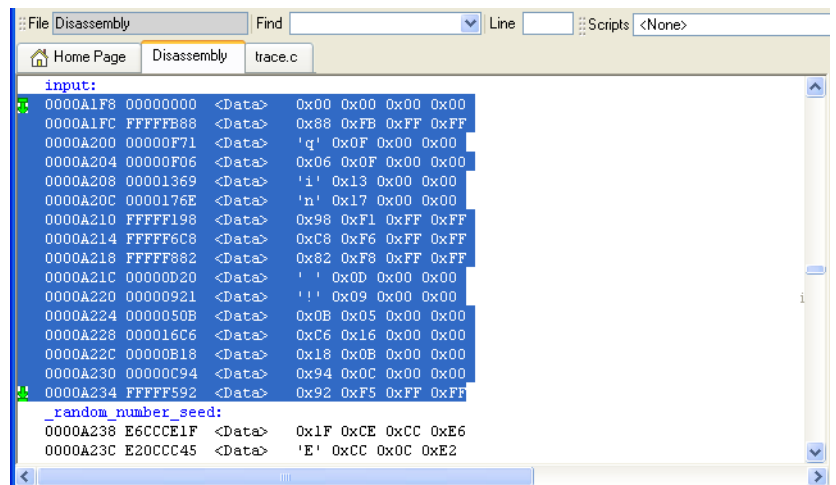 File Disassembly Find Line Scripts <None>
Home Page Disassembly trace.c
input:
0000A1F8 00000000 <Data> 0x00 0x00 0x00 0x00
0000A1FC FFFFFB88 <Data> 0x88 0xFB 0xFF 0xFF
0000A200 00000F71 <Data> 'q' 0x0F 0x00 0x00
0000A204 00000F06 <Data> 0x06 0x0F 0x00 0x00
0000A208 00001369 <Data> 'i' 0x13 0x00 0x00
0000A20C 0000176E <Data> 'n' 0x17 0x00 0x00
0000A210 FFFFF198 <Data> 0x98 0xF1 0xFF 0xFF
0000A214 FFFFF6C8 <Data> 0xC8 0xF6 0xFF 0xFF
0000A218 FFFFF882 <Data> 0x82 0xF8 0xFF 0xFF
0000A21C 00000D20 <Data> ' ' 0x0D 0x00 0x00
0000A220 00000921 <Data> '!' 0x09 0x00 0x00
0000A224 0000050B <Data> 0x0B 0x05 0x00 0x00
0000A228 000016C6 <Data> 0xC6 0x16 0x00 0x00
0000A22C 00000B18 <Data> 0x18 0x0B 0x00 0x00
0000A230 00000C94 <Data> 0x94 0x0C 0x00 0x00
0000A234 FFFFF592 <Data> 0x92 0xF5 0xFF 0xFF
_random_number_seed:
0000A238 E6CCCE1F <Data> 0x1F 0xCE 0xCC 0xE6
0000A23C E20CCC45 <Data> 'E' 0xCC 0x0C 0xE2